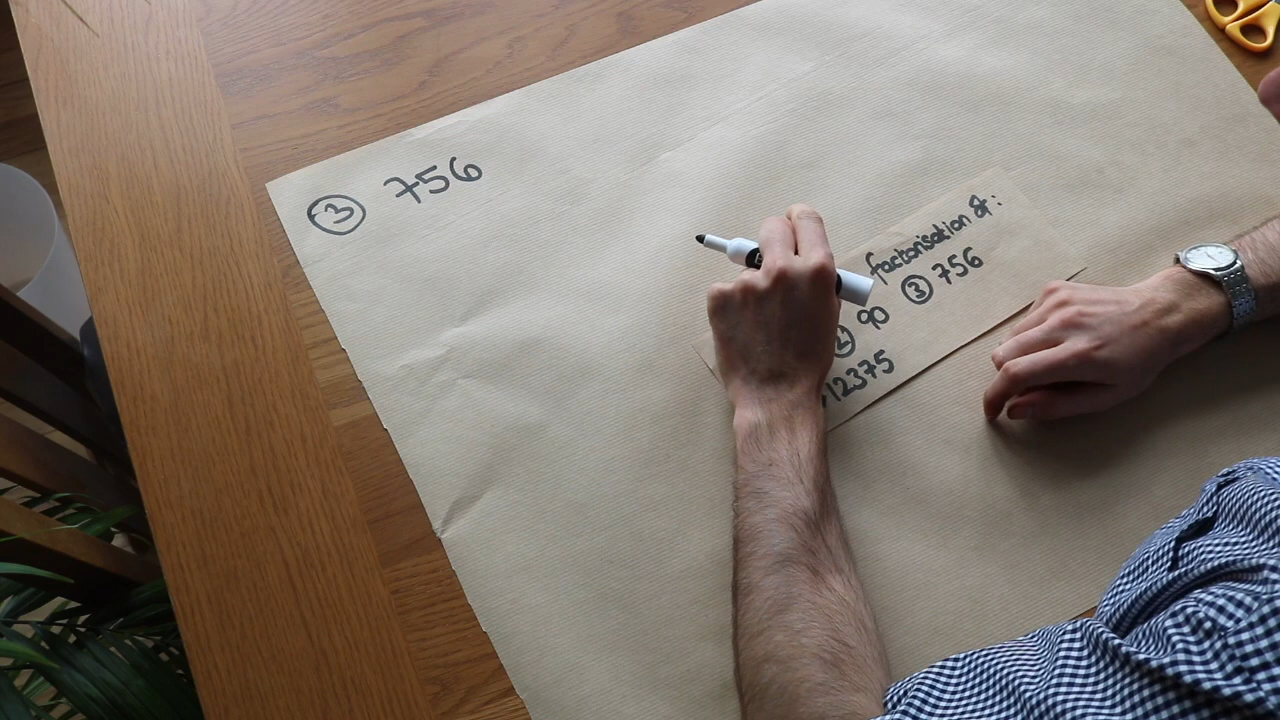 ③ 756
factorisation of:
② 90 ③ 756
12375